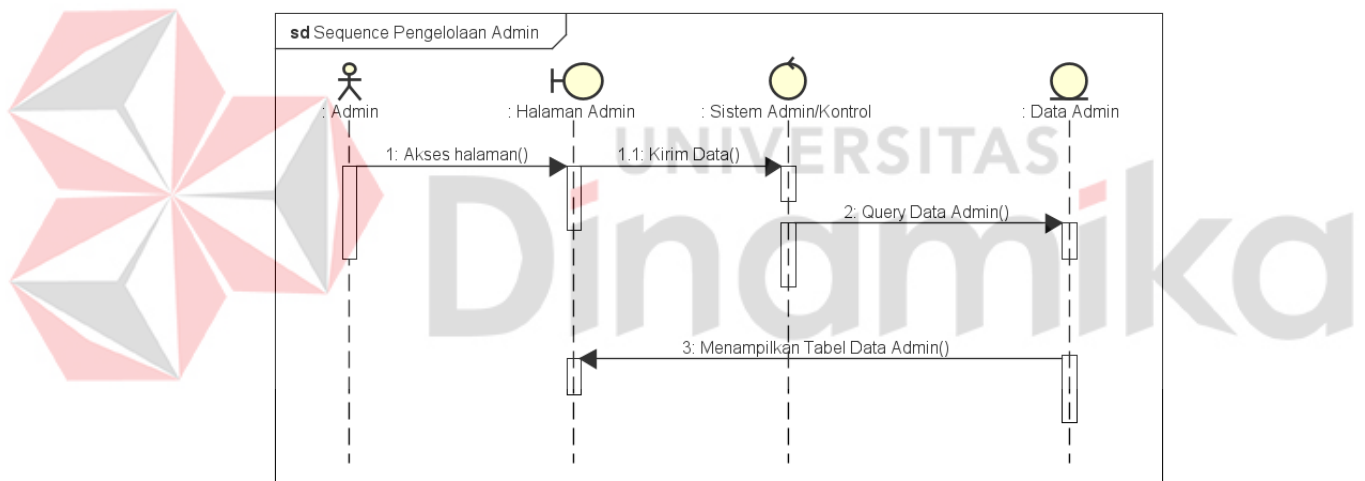 sd Sequence Pengelolaan Admin
: Admin
: Halaman Admin
: Sistem Admin/Kontrol
: Data Admin
UNIVERSITAS
Dinamika
1: Akses halaman()
1.1: Kirim Data()
2: Query Data Admin()
3: Menampilkan Tabel Data Admin()